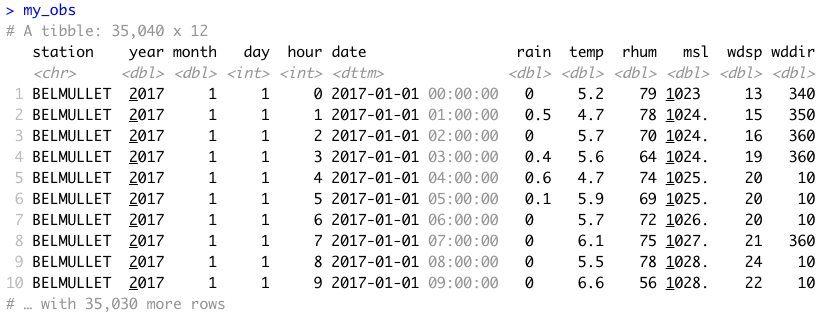 > my_obs
# A tibble: 35,040 x 12
station year month day hour date rain temp rhum msl wdsp wddir
<chr> <dbl> <dbl> <int> <int> <dttm> <dbl> <dbl> <dbl> <dbl> <dbl> <dbl>
1 BELMULLET 2017 1 1 0 2017-01-01 00:00:00 0 5.2 79 1023 13 340
2 BELMULLET 2017 1 1 1 2017-01-01 01:00:00 0.5 4.7 78 1024. 15 350
3 BELMULLET 2017 1 1 2 2017-01-01 02:00:00 0 5.7 70 1024. 16 360
4 BELMULLET 2017 1 1 3 2017-01-01 03:00:00 0.4 5.6 64 1024. 19 360
5 BELMULLET 2017 1 1 4 2017-01-01 04:00:00 0.6 4.7 74 1025. 20 10
6 BELMULLET 2017 1 1 5 2017-01-01 05:00:00 0.1 5.9 69 1025. 20 10
7 BELMULLET 2017 1 1 6 2017-01-01 06:00:00 0 5.7 72 1026. 20 10
8 BELMULLET 2017 1 1 7 2017-01-01 07:00:00 0 6.1 75 1027. 21 360
9 BELMULLET 2017 1 1 8 2017-01-01 08:00:00 0 5.5 78 1028. 24 10
10 BELMULLET 2017 1 1 9 2017-01-01 09:00:00 0 6.6 56 1028. 22 10
# … with 35,030 more rows